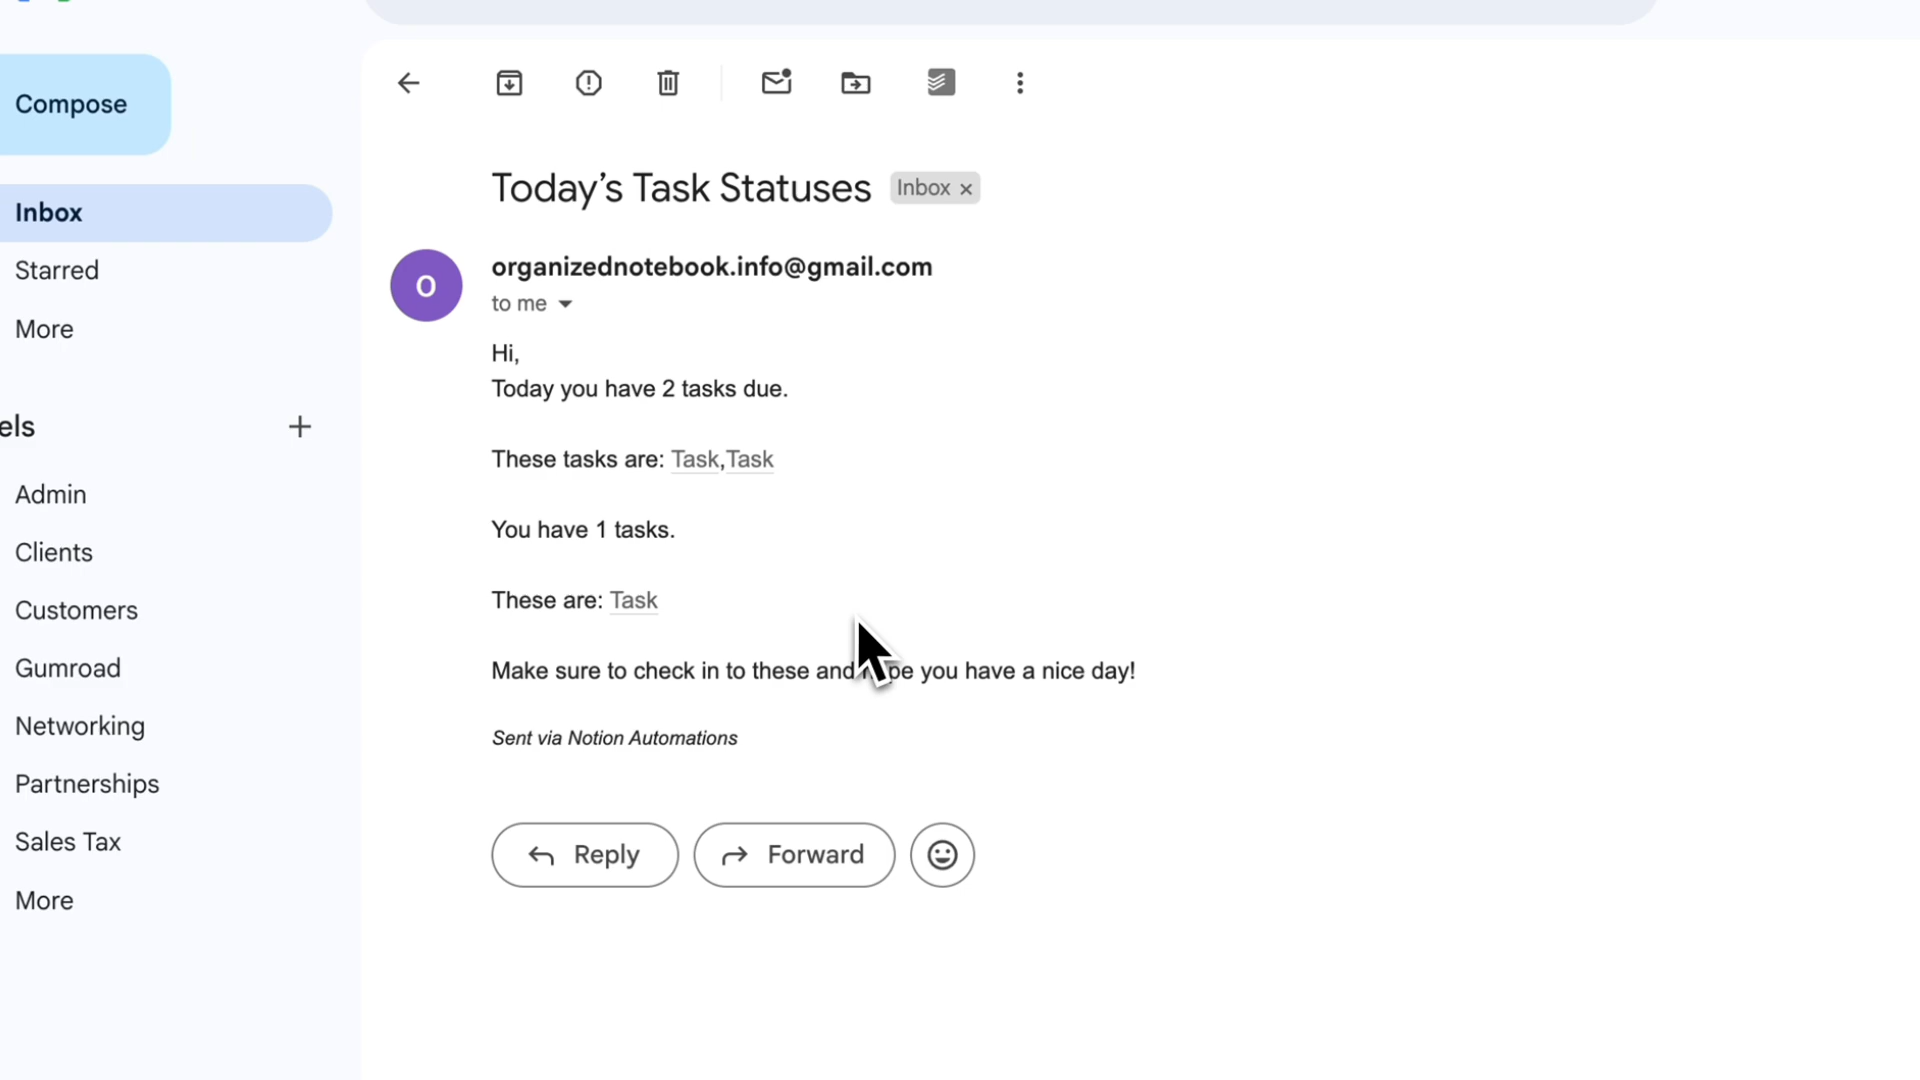 Compose
Inbox
Starred
More
els
Admin
Clients
Customers
Gumroad
Networking
Partnerships
Sales Tax
More
Today’s Task Statuses Inbox ×
O
organizednotebook.info@gmail.com
to me
Hi,
Today you have 2 tasks due.
These tasks are: Task,Task
You have 1 tasks.
These are: Task
Make sure to check in to these and pe you have a nice day!
Sent via Notion Automations
Reply Forward